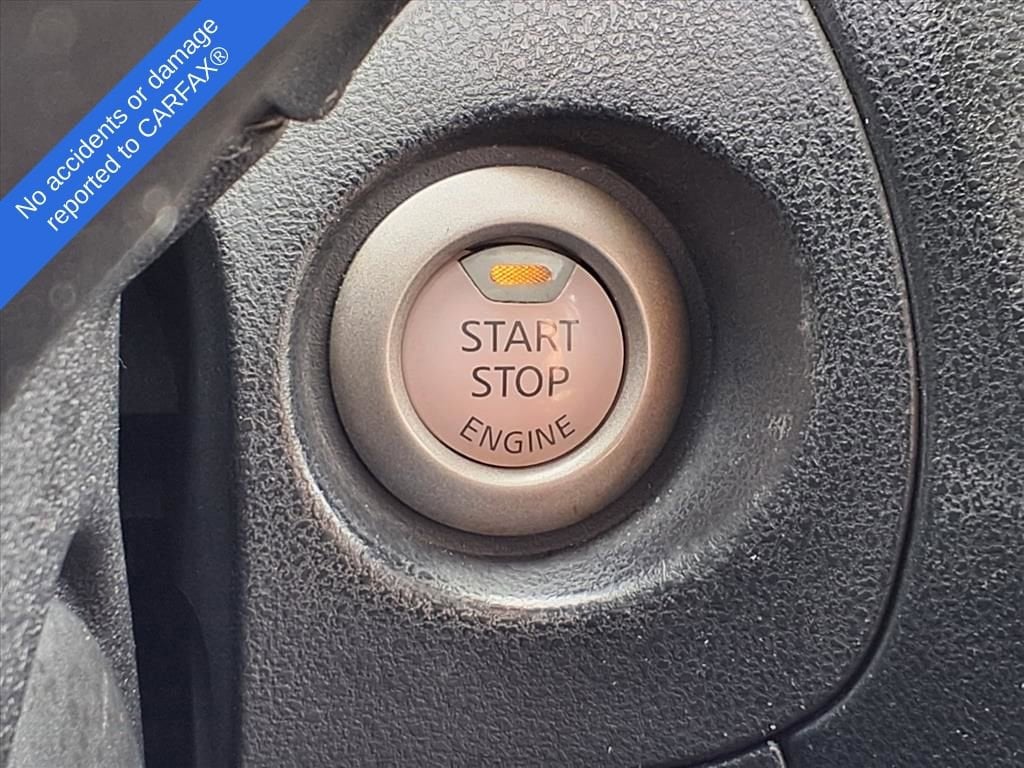 No accidents or damage
reported to CARFAX®
START
STOP
ENGINE